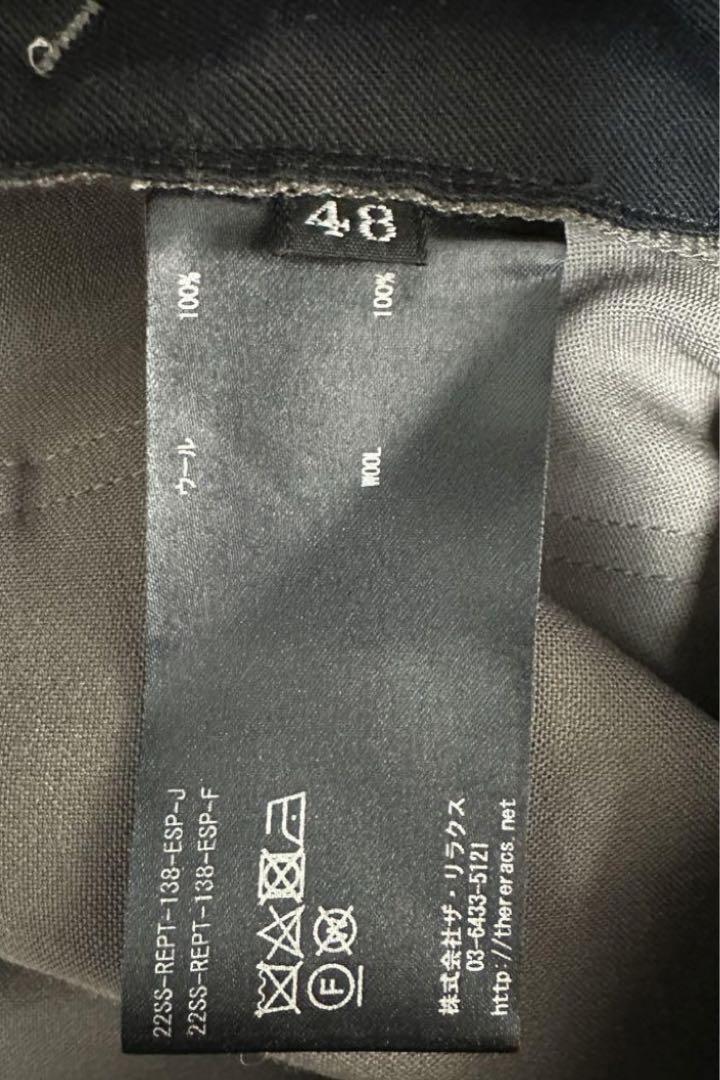 48
ウール 100%
WOOL 100%
22SS-REPT-138-ESP-J
22SS-REPT-138-ESP-F
F W
株式会社ザ・リラクス
03-6433-5121
http://thereracs.net